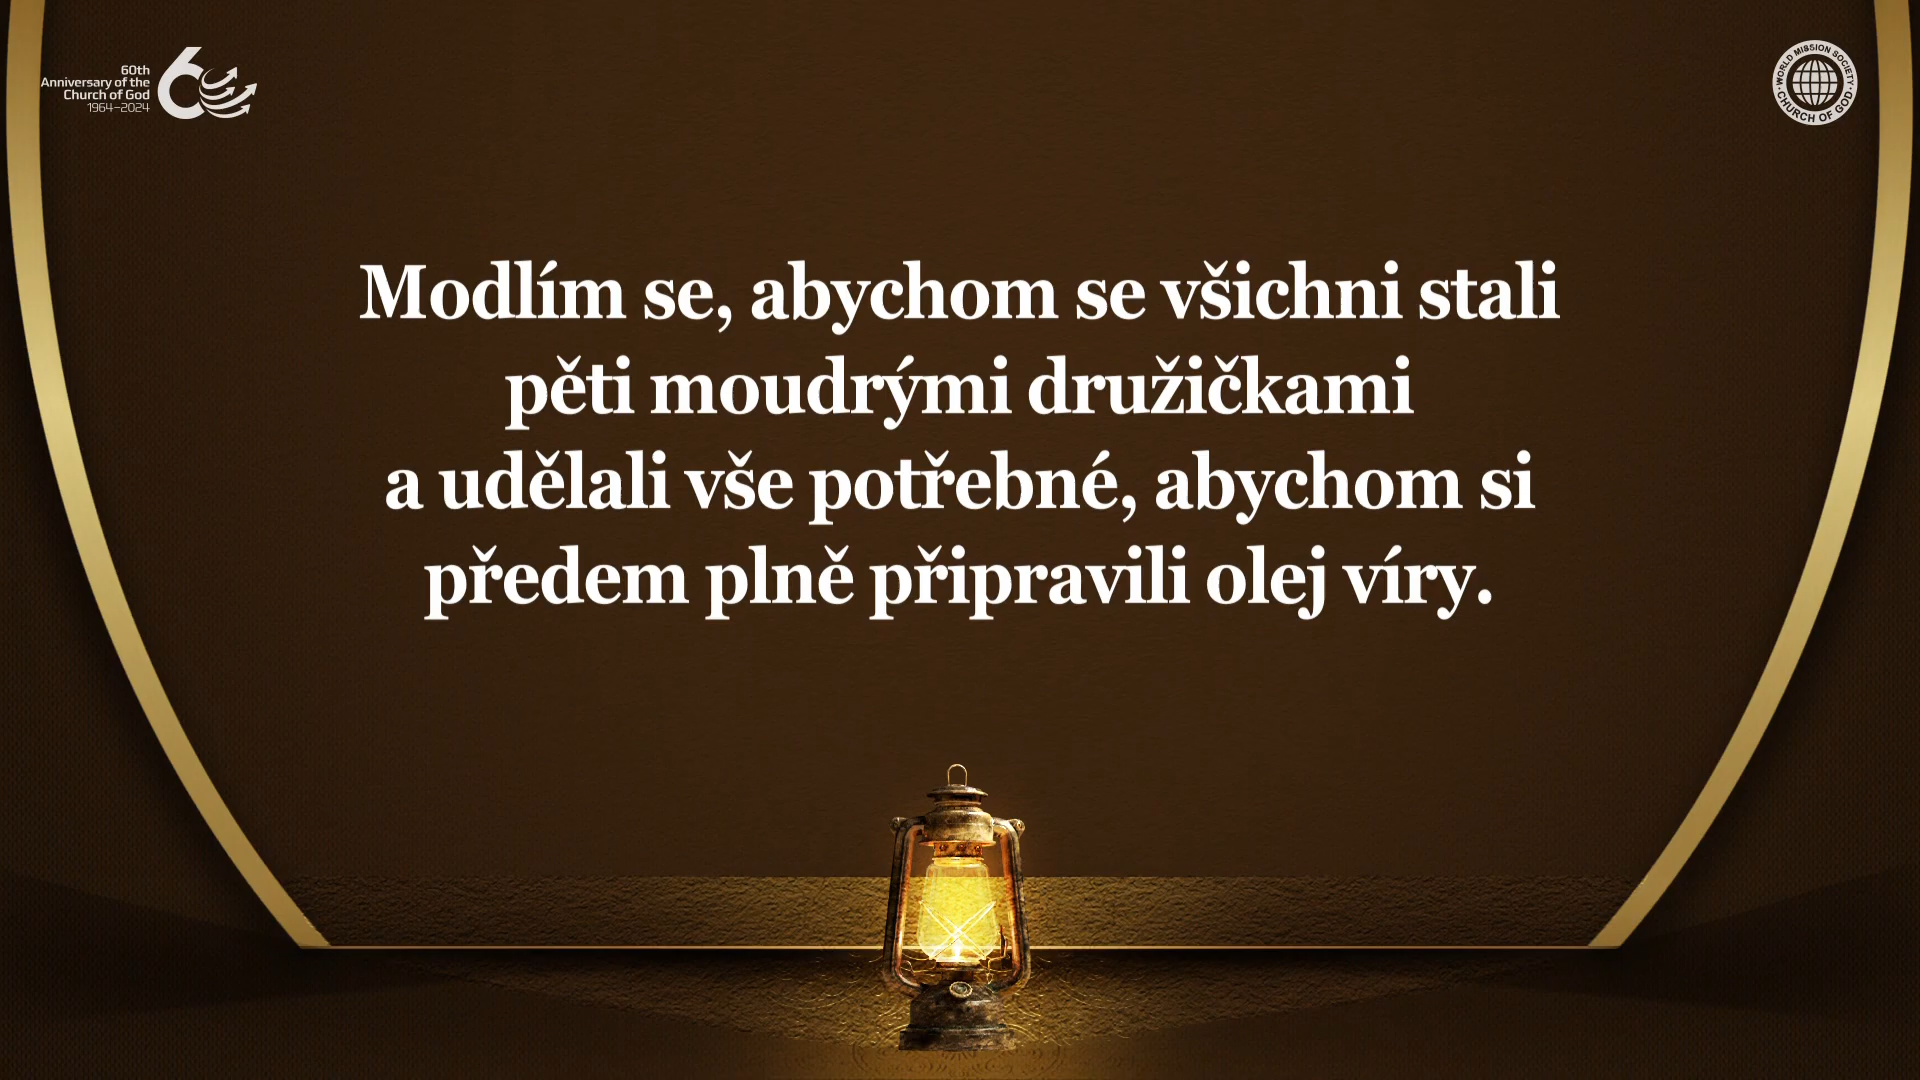 60th
Anniversary of the
Church of God
1964–2024
60
WORLD MISSION SOCIETY
CHURCH OF GOD
Modlím se, abychom se všichni stali
pěti moudrými družičkami
a udělali vše potřebné, abychom si
předem plně připravili olej víry.